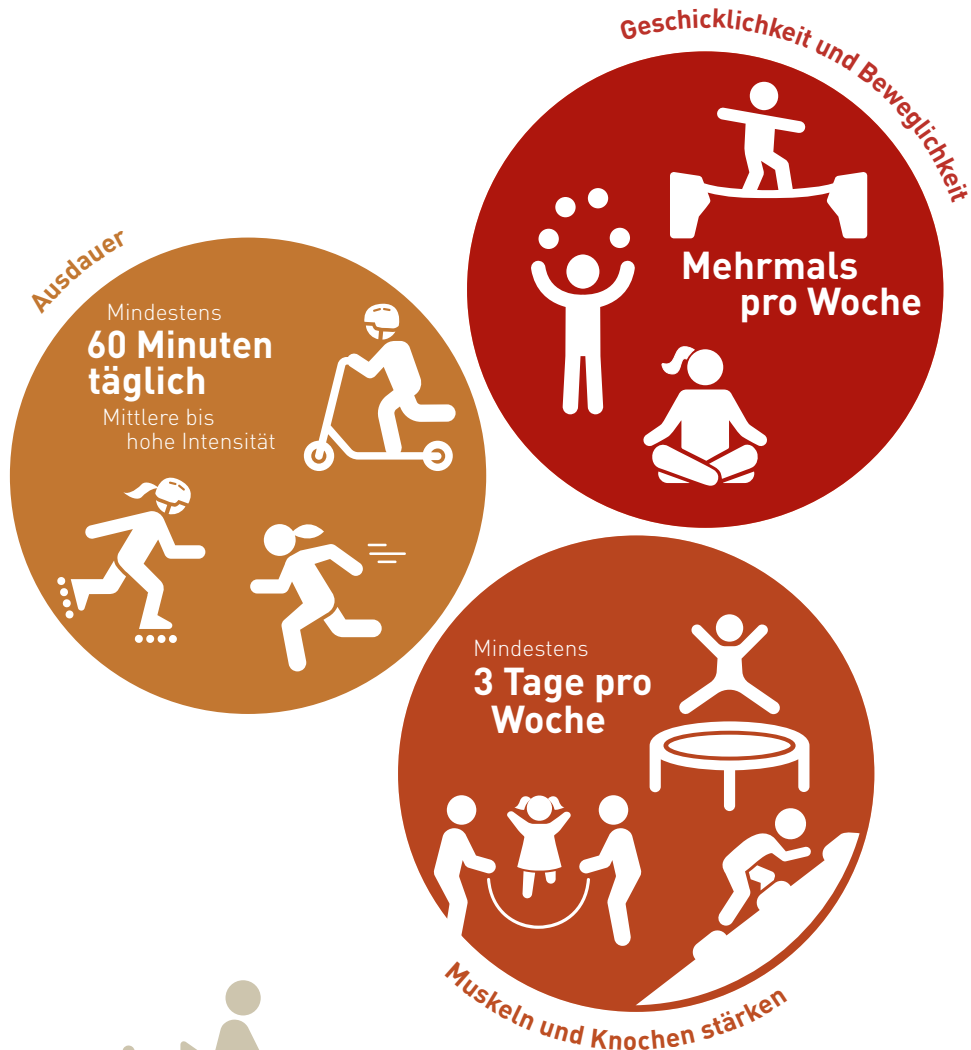 Geschicklichkeit und Beweglichkeit
Mehrmals
pro Woche
Ausdauer
Mindestens
60 Minuten
täglich
Mittlere bis
hohe Intensität
Mindestens
3 Tage pro
Woche
Muskeln und Knochen stärken